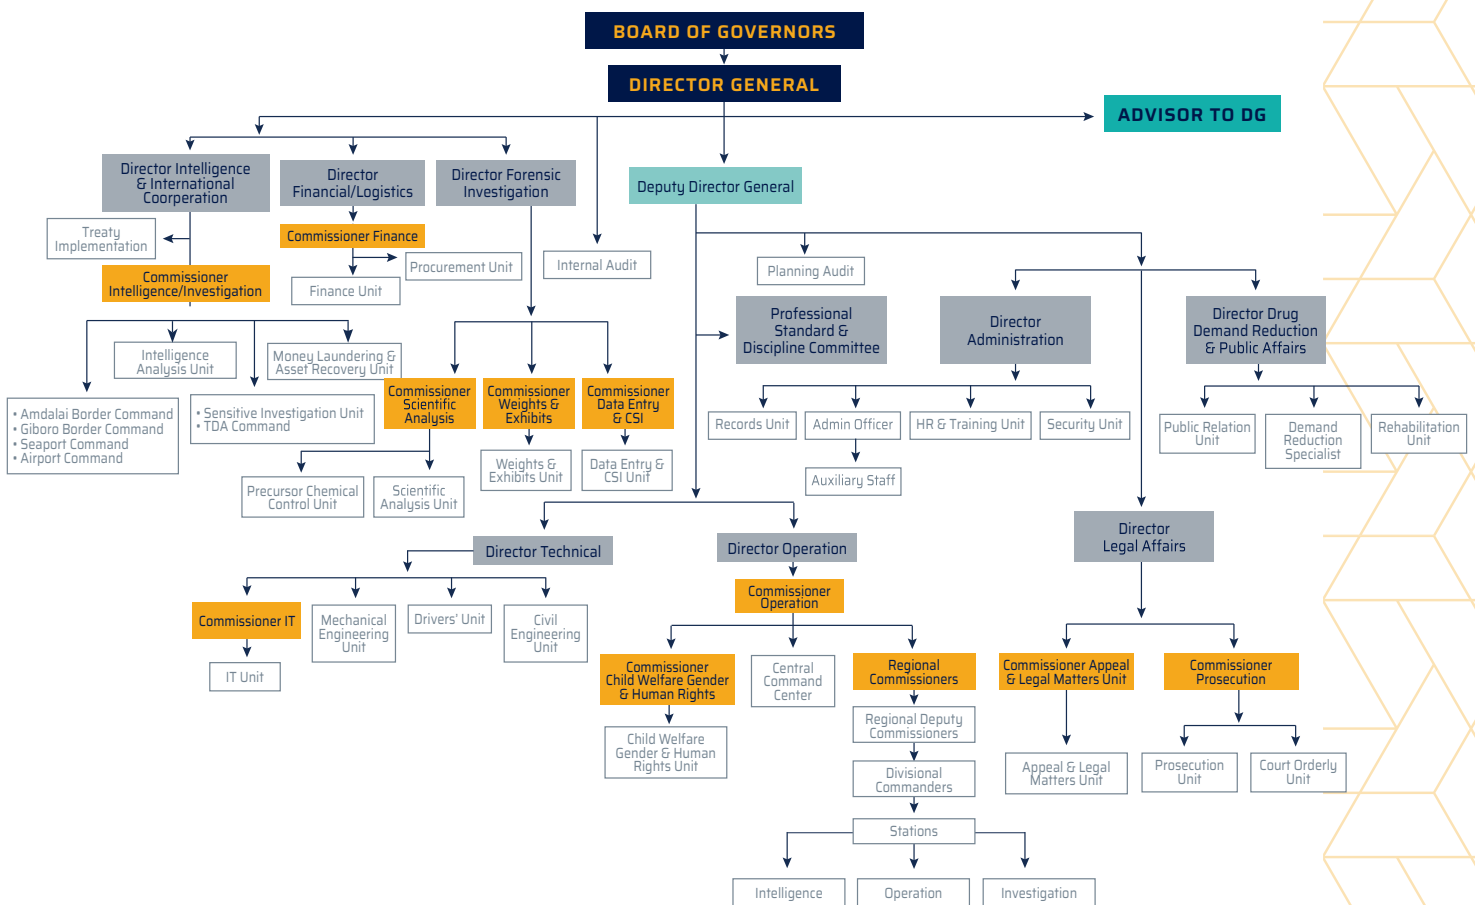 BOARD OF GOVERNORS
DIRECTOR GENERAL
ADVISOR TO DG
Director Intelligence
& International
Coorperation
Director
Financial/Logistics
Director Forensic
Investigation
Deputy Director General
Treaty
Implementation
Commissioner Finance
Procurement Unit
Finance Unit
Internal Audit
Planning Audit
Commissioner
Intelligence/Investigation
Professional
Standard &
Discipline Committee
Director
Administration
Director Drug
Demand Reduction
& Public Affairs
Intelligence
Analysis Unit
Money Laundering &
Asset Recovery Unit
• Amdalai Border Command
• Giboro Border Command
• Seaport Command
• Airport Command
• Sensitive Investigation Unit
• TDA Command
Commissioner
Scientific
Analysis
Commissioner
Weights &
Exhibits
Commissioner
Data Entry
& CSI
Records Unit
Admin Officer
HR & Training Unit
Security Unit
Public Relation
Unit
Demand
Reduction
Specialist
Rehabilitation
Unit
Auxiliary Staff
Precursor Chemical
Control Unit
Scientific
Analysis Unit
Weights &
Exhibits Unit
Data Entry &
CSI Unit
Director Technical
Director Operation
Director
Legal Affairs
Commissioner IT
Mechanical
Engineering
Unit
Drivers' Unit
Civil
Engineering
Unit
IT Unit
Commissioner
Operation
Commissioner
Child Welfare Gender
& Human Rights
Central
Command
Center
Regional
Commissioners
Commissioner Appeal
& Legal Matters Unit
Commissioner
Prosecution
Child Welfare
Gender & Human
Rights Unit
Regional Deputy
Commissioners
Divisional
Commanders
Appeal & Legal
Matters Unit
Prosecution
Unit
Court Orderly
Unit
Stations
Intelligence
Operation
Investigation